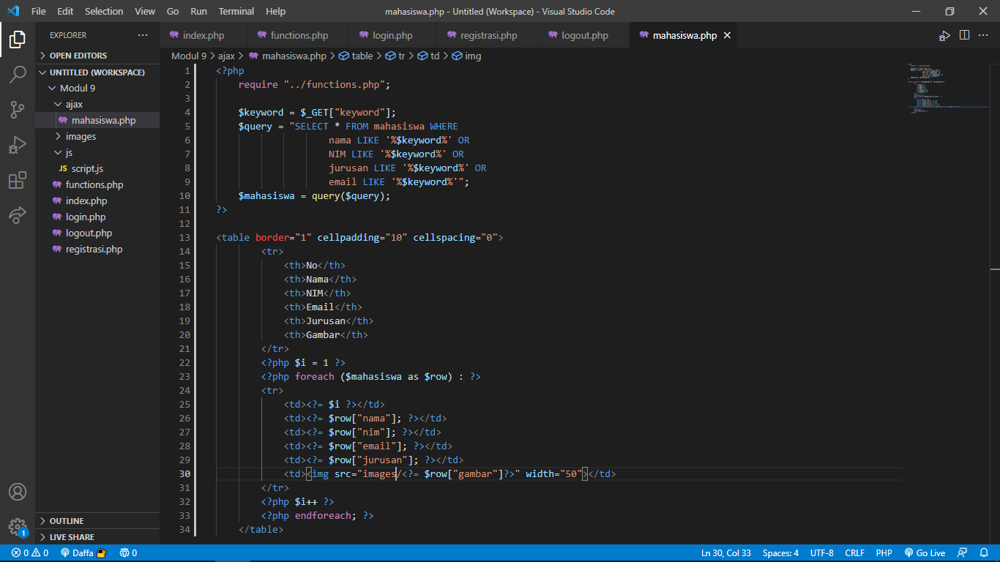 File Edit Selection View Go Run Terminal Help mahasiswa.php - Untitled (Workspace) - Visual Studio Code
EXPLORER
OPEN EDITORS
UNTITLED (WORKSPACE)
Modul 9
ajax
mahasiswa.php
images
js
JS script.js
functions.php
index.php
login.php
logout.php
registrasi.php
OUTLINE
LIVE SHARE
1
index.php functions.php login.php registrasi.php logout.php mahasiswa.php
Modul 9 > ajax > mahasiswa.php > table > tr > td > img
1 <?php
2 require "../functions.php";
3
4 $keyword = $_GET["keyword"];
5 $query = "SELECT * FROM mahasiswa WHERE
6 nama LIKE '%$keyword%' OR
7 NIM LIKE '%$keyword%' OR
8 jurusan LIKE '%$keyword%' OR
9 email LIKE '%$keyword%'";
10 $mahasiswa = query($query);
11 ?>
12
13 <table border="1" cellpadding="10" cellspacing="0">
14 <tr>
15 <th>No</th>
16 <th>Nama</th>
17 <th>NIM</th>
18 <th>Email</th>
19 <th>Jurusan</th>
20 <th>Gambar</th>
21 </tr>
22 <?php $i = 1 ?>
23 <?php foreach ($mahasiswa as $row) : ?>
24 <tr>
25 <td><?= $i ?></td>
26 <td><?= $row["nama"]; ?></td>
27 <td><?= $row["nim"]; ?></td>
28 <td><?= $row["email"]; ?></td>
29 <td><?= $row["jurusan"]; ?></td>
30 <td><img src="images/<?= $row["gambar"]?>" width="50"></td>
31 </tr>
32 <?php $i++ ?>
33 <?php endforeach; ?>
34 </table>
0 0 Daffa 0 Ln 30, Col 33 Spaces: 4 UTF-8 CRLF PHP Go Live